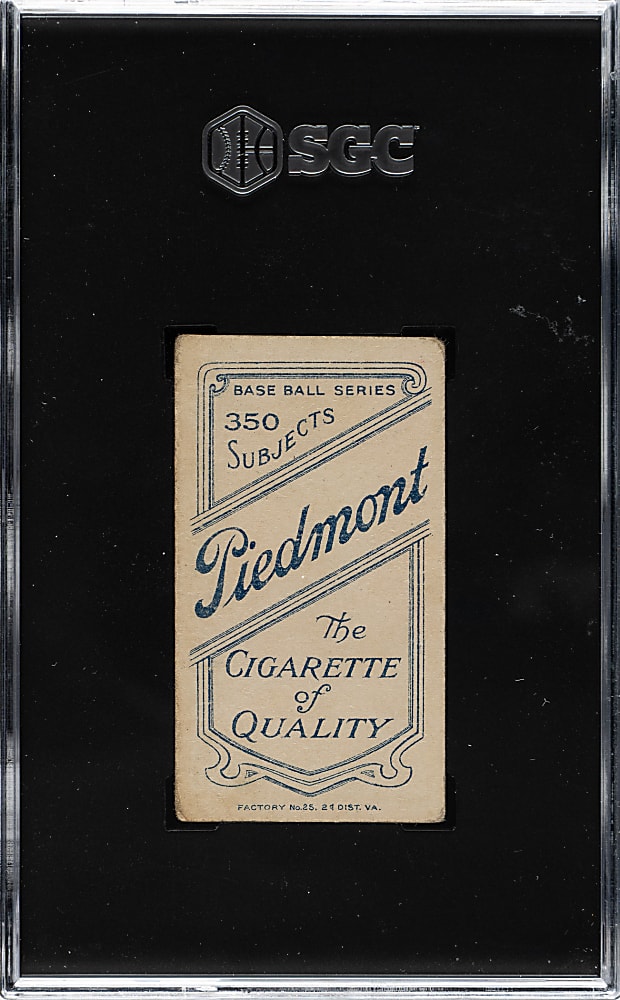 SGC
BASE BALL SERIES
350
SUBJECTS
Piedmont
The
CIGARETTE
of
QUALITY
FACTORY No.25. 2d DIST. VA.